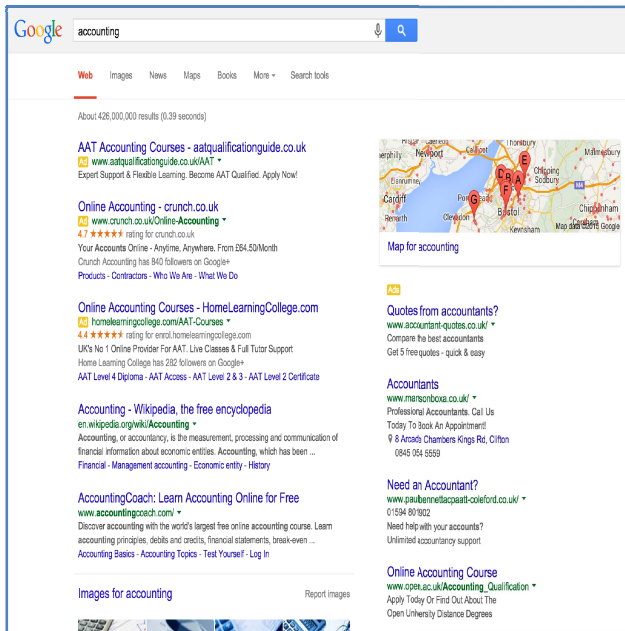 Google
accounting
Web Images News Maps Books More Search tools
About 426,000,000 results (0.39 seconds)
AAT Accounting Courses - aatqualificationguide.co.uk
Ad www.aatqualificationguide.co.uk/AAT
Expert Support & Flexible Learning. Become AAT Qualified. Apply Now!
Online Accounting - crunch.co.uk
Ad www.crunch.co.uk/Online-Accounting
4.7 ★★★★★ rating for crunch.co.uk
Your Accounts Online - Anytime, Anywhere. From £64.50/Month
Crunch Accounting has 840 followers on Google+
Products - Contractors - Who We Are - What We Do
Online Accounting Courses - HomeLearningCollege.com
Ad homelearningcollege.com/AAT-Courses
4.4 ★★★★★ rating for enrol.homelearningcollege.com
UK's No 1 Online Provider For AAT. Live Classes & Full Tutor Support
Home Learning College has 282 followers on Google+
AAT Level 4 Diploma - AAT Access - AAT Level 2 & 3 - AAT Level 2 Certificate
Accounting - Wikipedia, the free encyclopedia
en.wikipedia.org/wiki/Accounting
Accounting, or accountancy, is the measurement, processing and communication of
financial information about economic entities. Accounting, which has been ...
Financial - Management accounting - Economic entity - History
AccountingCoach: Learn Accounting Online for Free
www.accountingcoach.com/
Discover accounting with the world's largest free online accounting course. Learn
accounting principles, debits and credits, financial statements, break-even ...
Accounting Basics - Accounting Topics - Test Yourself - Log In
Images for accounting
Report images
Newport
Thornbury
Malmesbury
Chipping
Sodbury
Cardiff
Penarth
Clevedon
Bristol
Chippenham
Keynsham
M4
E
D
B
A
F
G
Map data ©2015 Google
Map for accounting
Ads
Quotes from accountants?
www.accountant-quotes.co.uk/
Compare the best accountants
Get 5 free quotes - quick & easy
Accountants
www.marsonboxa.co.uk/
Professional Accountants. Call Us
Today To Book An Appointment!
8 Arcade Chambers Kings Rd, Clifton
0845 054 5559
Need an Accountant?
www.paulbennettacpaatt-coleford.co.uk/
01594 801902
Need help with your accounts?
Unlimited accountancy support
Online Accounting Course
www.open.ac.uk/Accounting_Qualification
Apply Today Or Find Out About The
Open University Distance Degrees